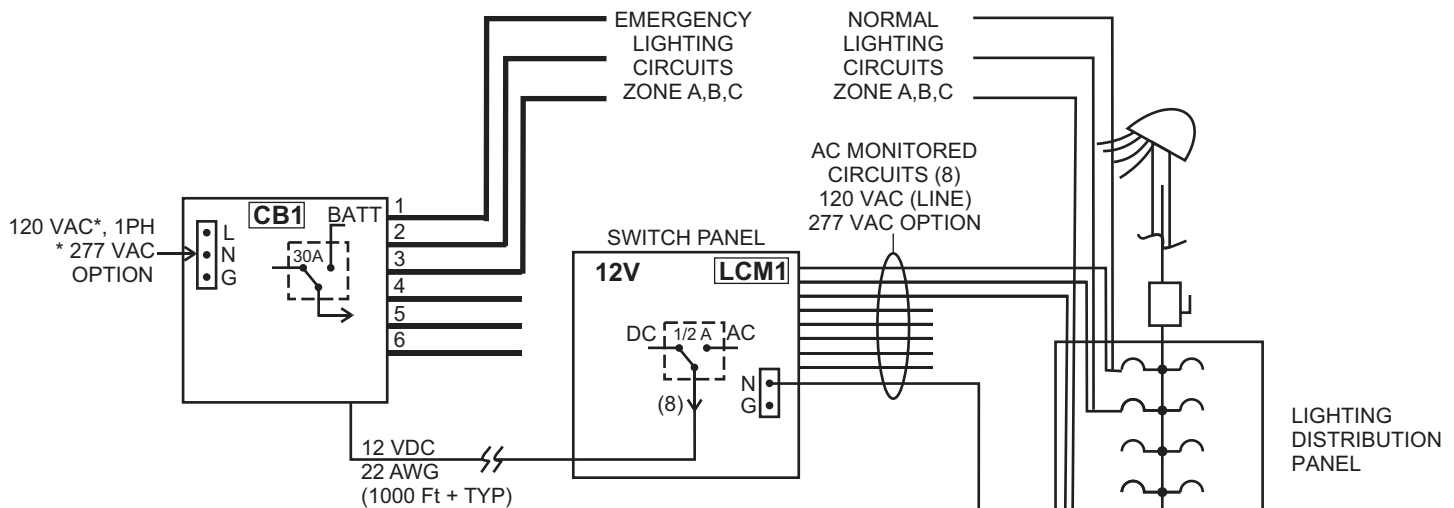 EMERGENCY
LIGHTING
CIRCUITS
ZONE A,B,C
NORMAL
LIGHTING
CIRCUITS
ZONE A,B,C
AC MONITORED
CIRCUITS (8)
120 VAC (LINE)
277 VAC OPTION
120 VAC*, 1PH
* 277 VAC
OPTION
L
N
G
CB1
BATT
30A
1
2
3
4
5
6
SWITCH PANEL
12V
LCM1
DC
1/2 A
AC
(8)
N
G
12 VDC
22 AWG
(1000 Ft + TYP)
LIGHTING
DISTRIBUTION
PANEL